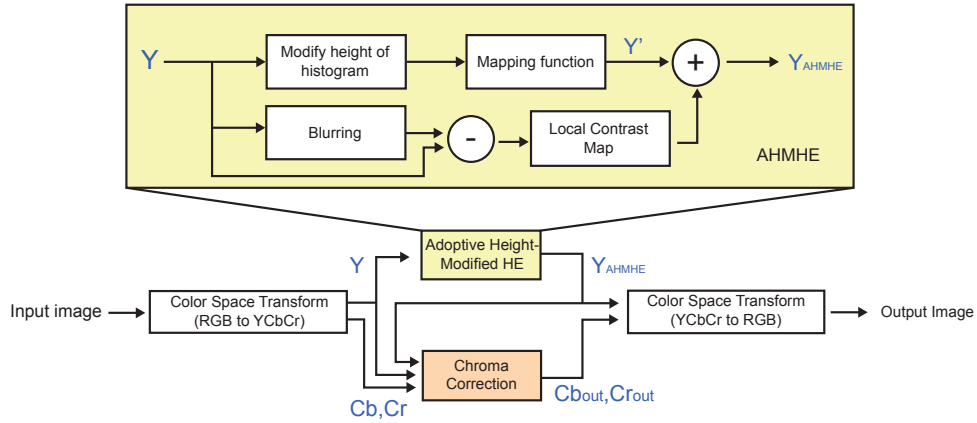 Y
Modify height of
histogram
Mapping function
Y’
+
YAHMHE
Blurring
-
Local Contrast
Map
AHMHE
Adoptive Height-
Modified HE
Y
YAHMHE
Input image
Color Space Transform
(RGB to YCbCr)
Color Space Transform
(YCbCr to RGB)
Output Image
Chroma
Correction
Cb,Cr
Cbout,Crout